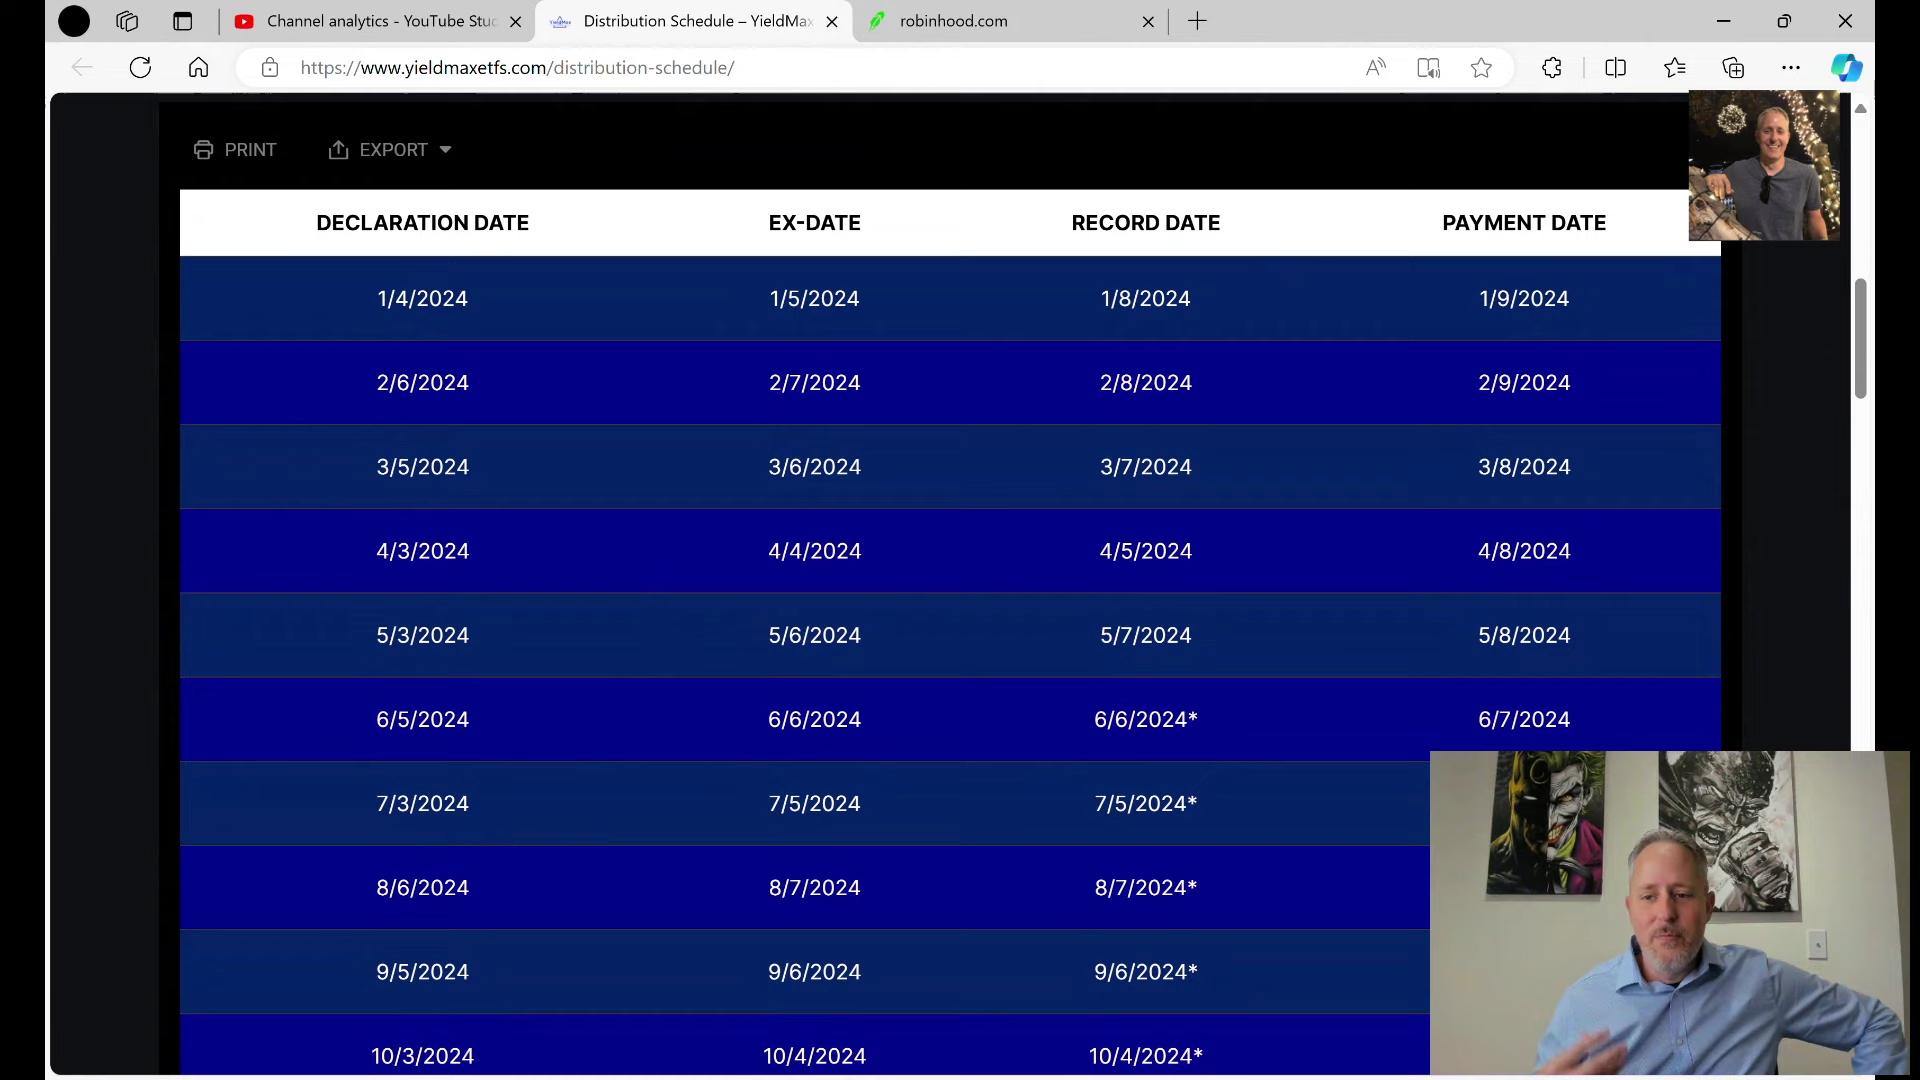 Channel analytics - YouTube Stu
Distribution Schedule – YieldMax
robinhood.com
https://www.yieldmaxetfs.com/distribution-schedule/
PRINT EXPORT
DECLARATION DATE EX-DATE RECORD DATE PAYMENT DATE
1/4/2024 1/5/2024 1/8/2024 1/9/2024
2/6/2024 2/7/2024 2/8/2024 2/9/2024
3/5/2024 3/6/2024 3/7/2024 3/8/2024
4/3/2024 4/4/2024 4/5/2024 4/8/2024
5/3/2024 5/6/2024 5/7/2024 5/8/2024
6/5/2024 6/6/2024 6/6/2024* 6/7/2024
7/3/2024 7/5/2024 7/5/2024*
8/6/2024 8/7/2024 8/7/2024*
9/5/2024 9/6/2024 9/6/2024*
10/3/2024 10/4/2024 10/4/2024*